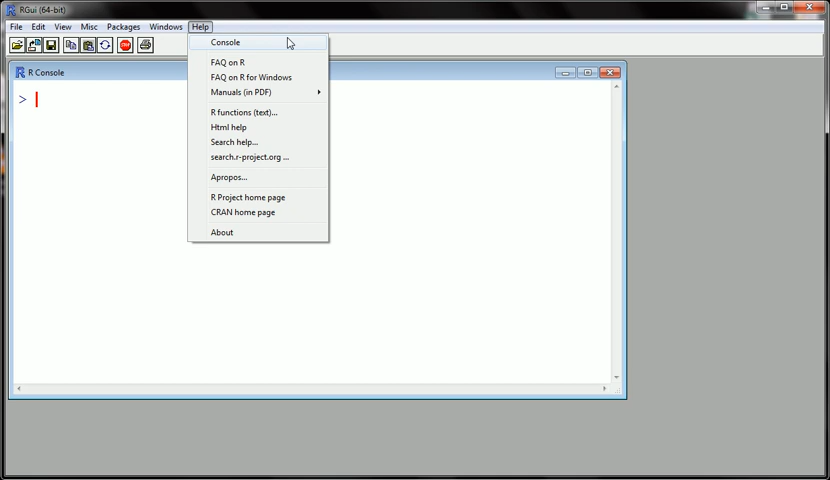 RGui (64-bit)
File Edit View Misc Packages Windows Help
R Console
>
Console
FAQ on R
FAQ on R for Windows
Manuals (in PDF)
R functions (text)...
Html help
Search help...
search.r-project.org ...
Apropos...
R Project home page
CRAN home page
About